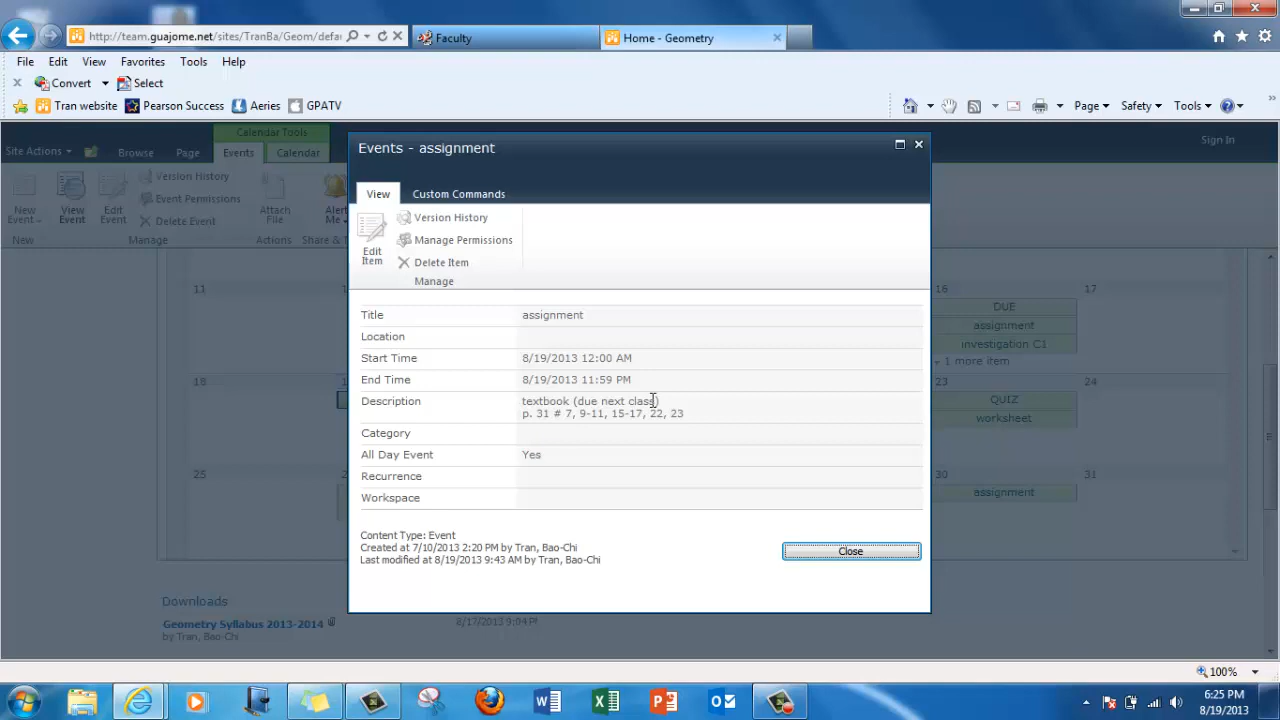 http://team.guajome.net/sites/TranBa/Geom/defa
Faculty
Home - Geometry
File Edit View Favorites Tools Help
Convert Select
Tran website Pearson Success Aeries GPATV
Page Safety Tools
Calendar Tools
Site Actions Browse Page Events Calendar
Sign In
New Event View Event Edit Event
Version History
Event Permissions
Delete Event
Attach File
Alert Me
New Manage Actions Share &
Events - assignment
View Custom Commands
Edit Item
Version History
Manage Permissions
Delete Item
Manage
Title assignment
Location
Start Time 8/19/2013 12:00 AM
End Time 8/19/2013 11:59 PM
Description textbook (due next class)
p. 31 # 7, 9-11, 15-17, 22, 23
Category
All Day Event Yes
Recurrence
Workspace
Content Type: Event
Created at 7/10/2013 2:20 PM by Tran, Bao-Chi
Last modified at 8/19/2013 9:43 AM by Tran, Bao-Chi
Close
11 16 17
DUE
assignment
investigation C1
1 more item
18 23 24
QUIZ
worksheet
25 30 31
assignment
Downloads
Geometry Syllabus 2013-2014
by Tran, Bao-Chi
8/17/2013 9:04 PM
100%
6:25 PM
8/19/2013